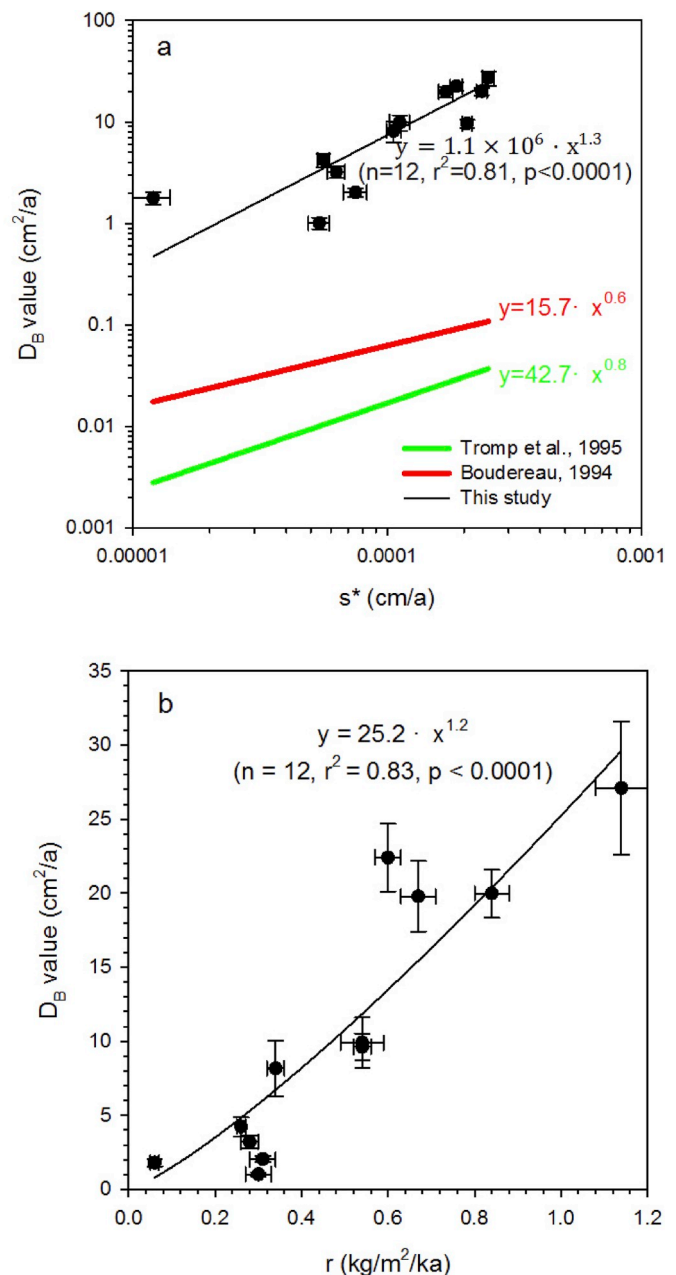 a
100
10
1
0.1
0.01
0.001
D_B value (cm²/a)
y = 1.1 × 10⁶ · x^1.3
(n=12, r²=0.81, p<0.0001)
y=15.7· x^0.6
y=42.7· x^0.8
Tromp et al., 1995
Boudereau, 1994
This study
0.00001 0.0001 0.001
s* (cm/a)
b
35
30
25
20
15
10
5
0
D_B value (cm²/a)
y = 25.2 · x^1.2
(n = 12, r² = 0.83, p < 0.0001)
0.0 0.2 0.4 0.6 0.8 1.0 1.2
r (kg/m²/ka)